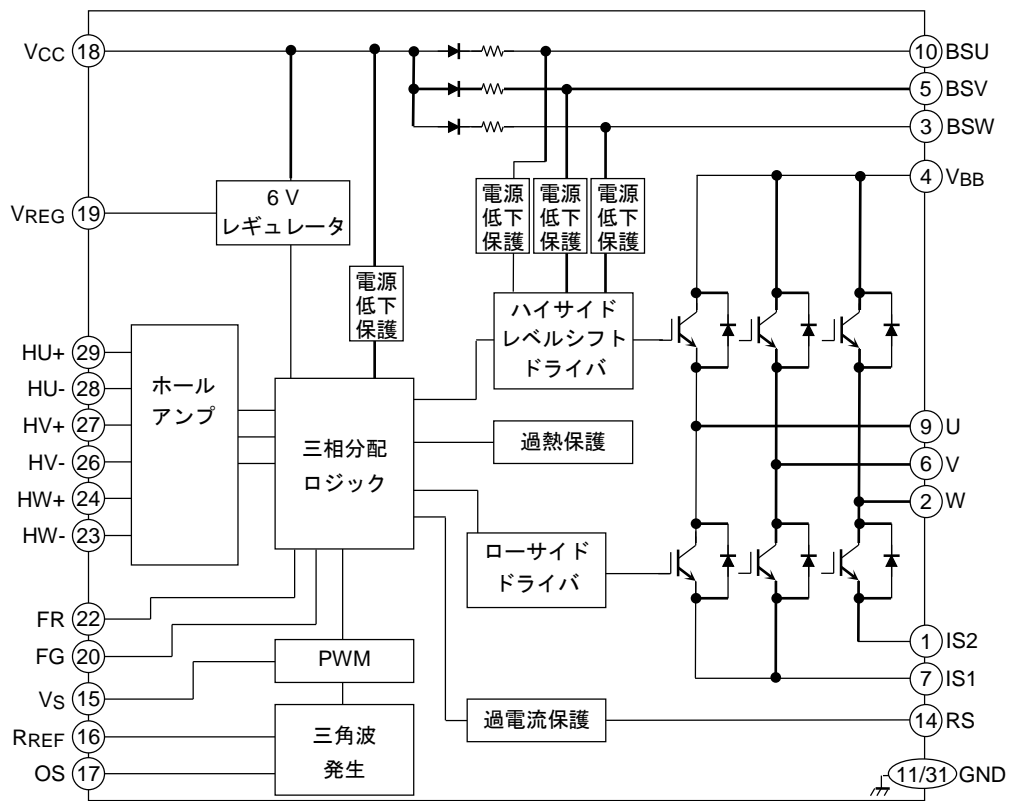 VCC 18
10 BSU
5 BSV
3 BSW
4 VBB
6 V
レギュレータ
VREG 19
電源
低下
保護
電源
低下
保護
電源
低下
保護
電源
低下
保護
ハイサイド
レベルシフト
ドライバ
HU+ 29
HU- 28
HV+ 27
HV- 26
HW+ 24
HW- 23
ホール
アンプ
三相分配
ロジック
過熱保護
9 U
6 V
2 W
ローサイド
ドライバ
FR 22
FG 20
VS 15
RREF 16
OS 17
PWM
三角波
発生
過電流保護
1 IS2
7 IS1
14 RS
11/31 GND